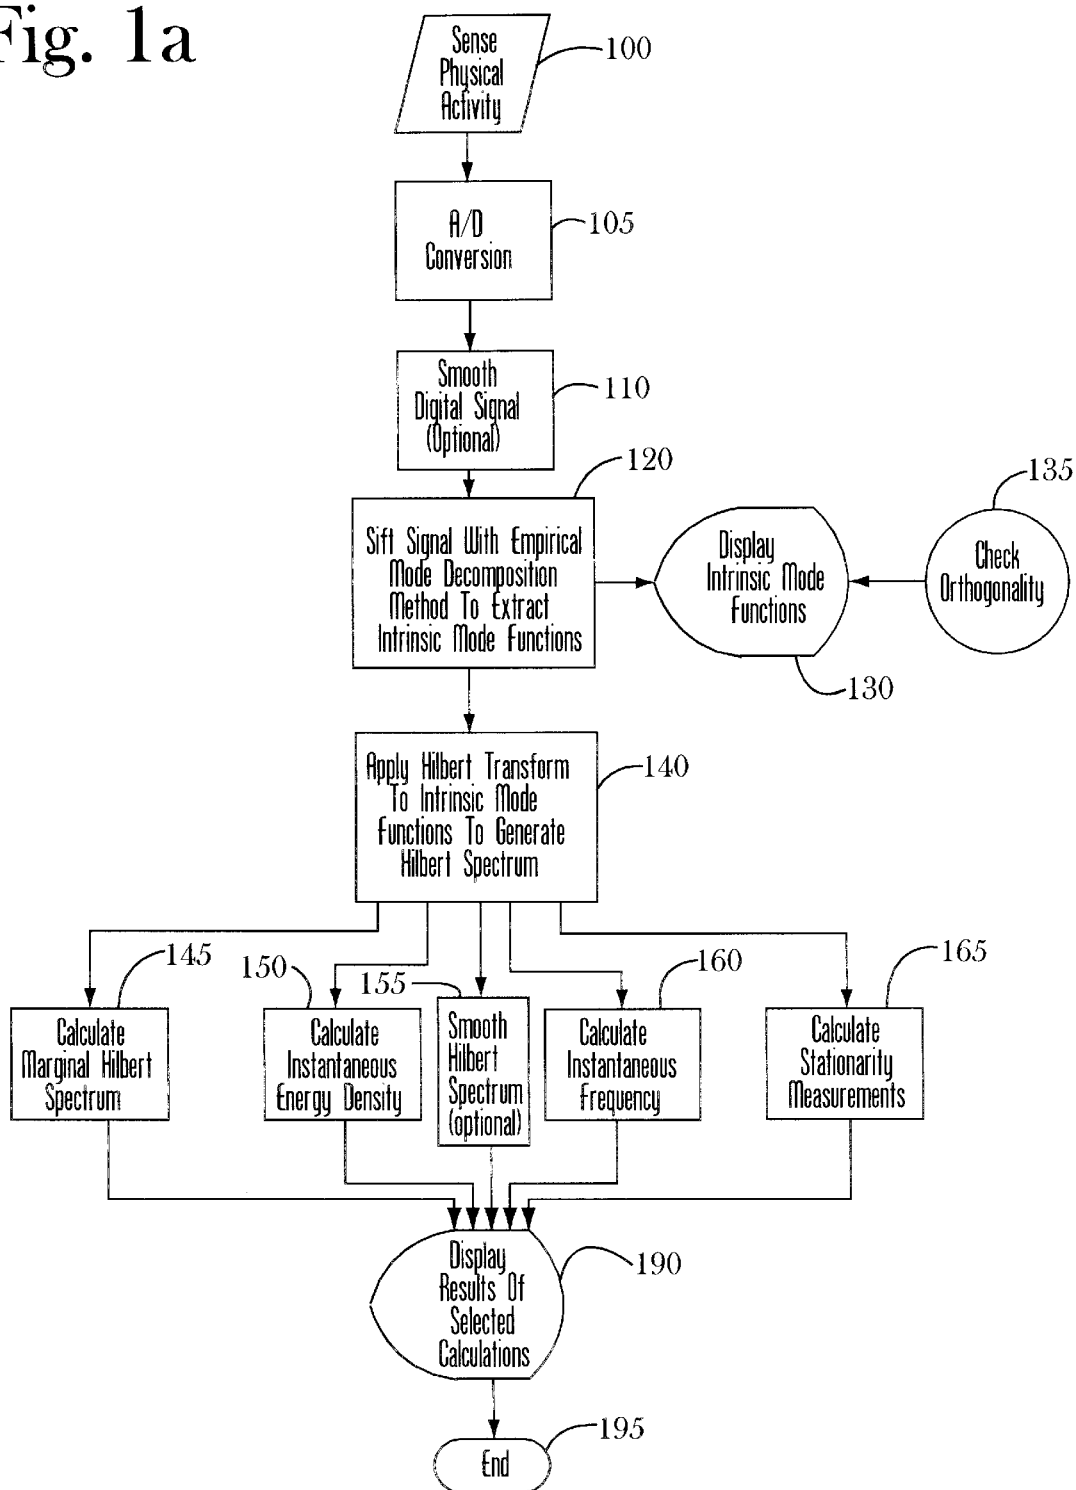 Fig. 1a
Sense
Physical
Activity
100
A/D
Conversion
105
Smooth
Digital Signal
(Optional)
110
120
Sift Signal With Empirical
Mode Decomposition
Method To Extract
Intrinsic Mode Functions
Display
Intrinsic Mode
Functions
130
135
Check
Orthogonality
Apply Hilbert Transform
To Intrinsic Mode
Functions To Generate
Hilbert Spectrum
140
145
Calculate
Marginal Hilbert
Spectrum
150
Calculate
Instantaneous
Energy Density
155
Smooth
Hilbert
Spectrum
(optional)
160
Calculate
Instantaneous
Frequency
165
Calculate
Stationarity
Measurements
Display
Results Of
Selected
Calculations
190
End
195